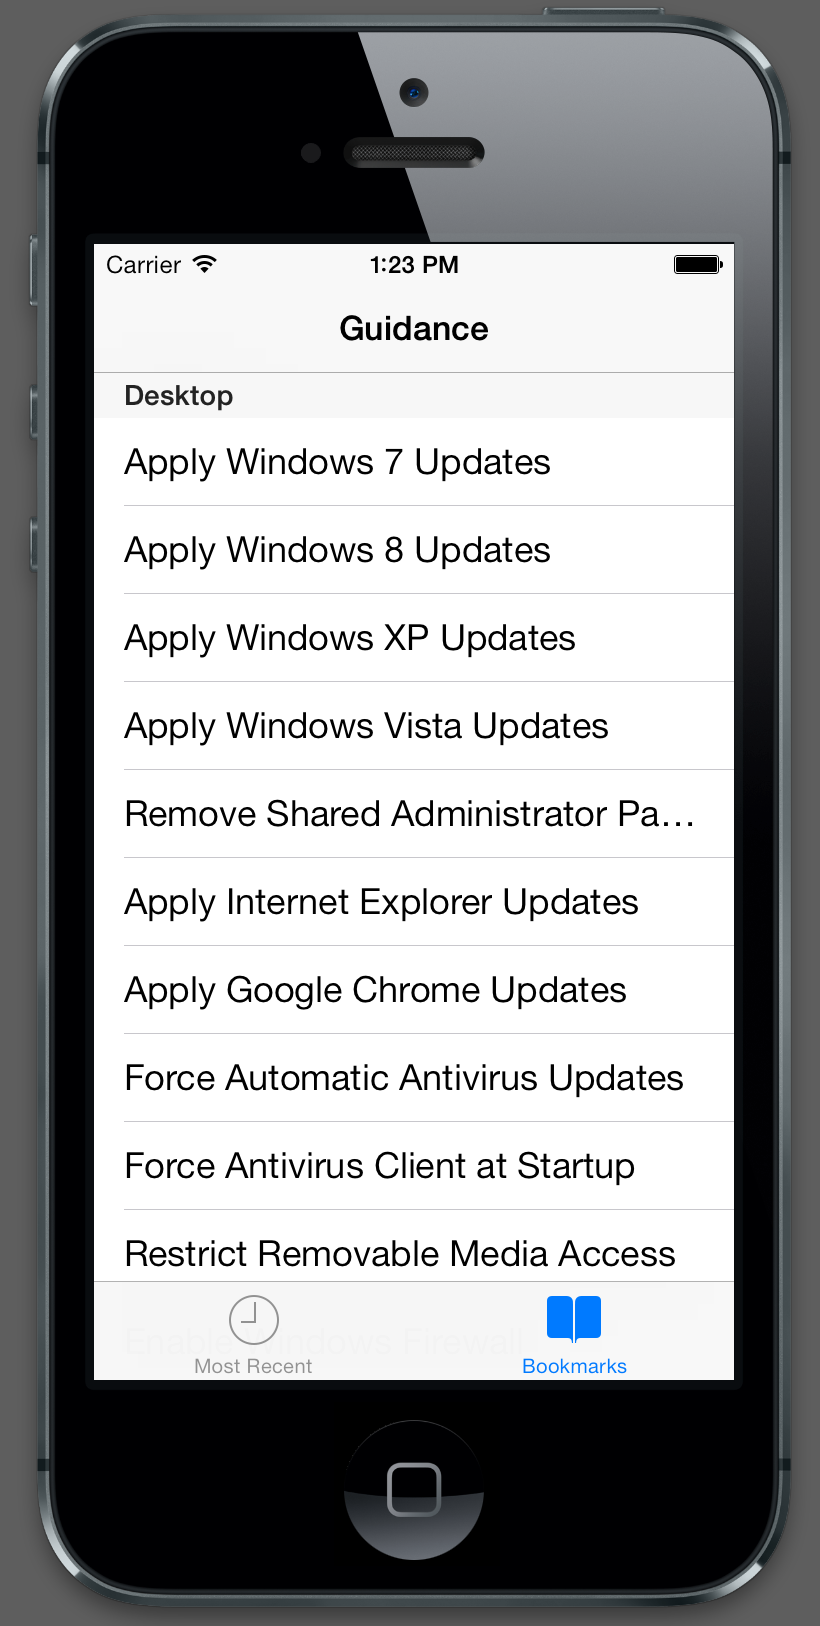 Carrier 1:23 PM
Guidance
Desktop
Apply Windows 7 Updates
Apply Windows 8 Updates
Apply Windows XP Updates
Apply Windows Vista Updates
Remove Shared Administrator Pa...
Apply Internet Explorer Updates
Apply Google Chrome Updates
Force Automatic Antivirus Updates
Force Antivirus Client at Startup
Restrict Removable Media Access
Enable Windows Firewall
Most Recent Bookmarks